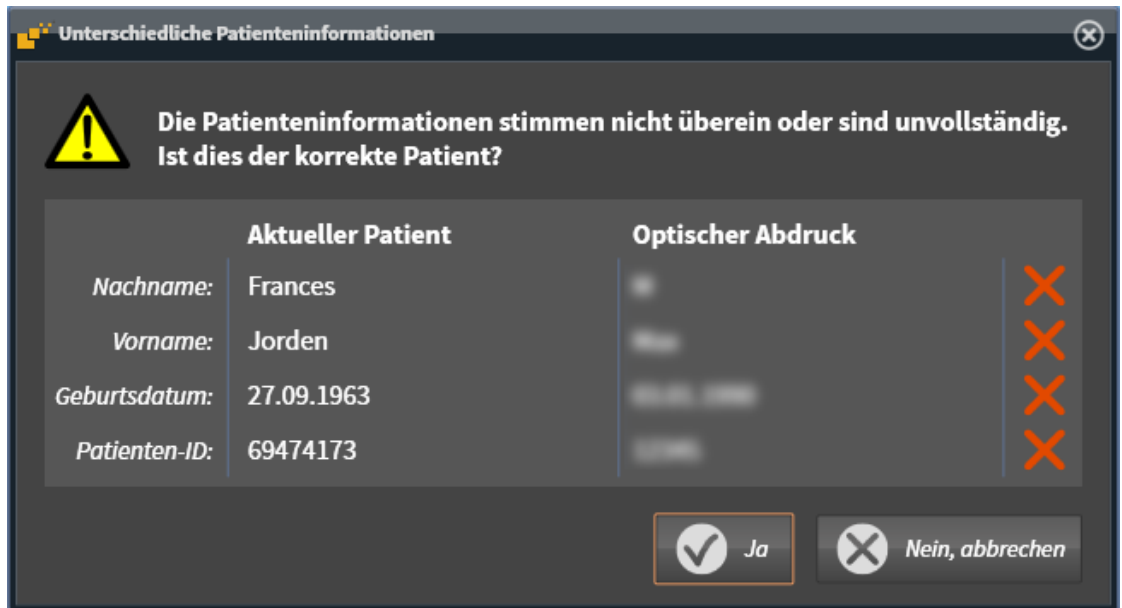 Unterschiedliche Patienteninformationen
Die Patienteninformationen stimmen nicht überein oder sind unvollständig.
Ist dies der korrekte Patient?
Aktueller Patient Optischer Abdruck
Nachname: Frances
Vorname: Jorden
Geburtsdatum: 27.09.1963
Patienten-ID: 69474173
Ja Nein, abbrechen